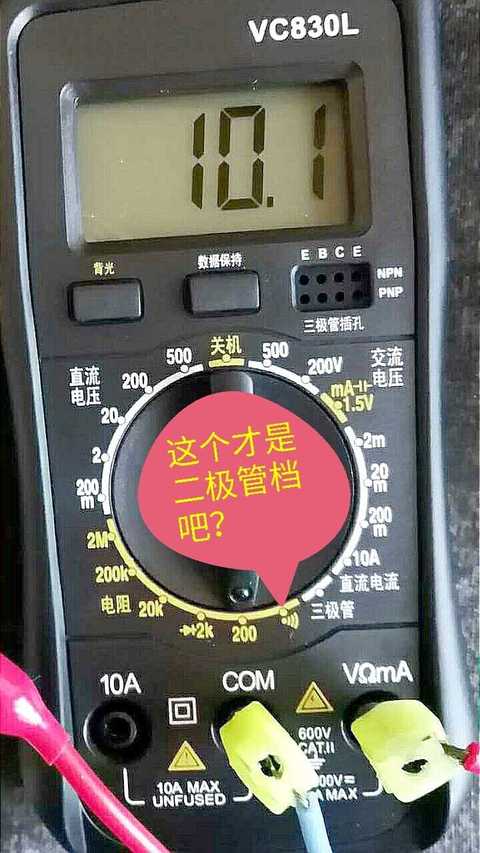 VC830L
10.1
背光
数据保持
E B C E
NPN
PNP
三极管插孔
直流
电压
500
关机
500
交流
电压
200
200V
mA
1.5V
20
2m
2
20
m
200
m
200
m
2M
10A
直流电流
200k
电阻
20k
2k
200
三极管
这个才是
二极管档
吧？
10A
COM
VΩmA
600V
CAT.II
10A MAX
UNFUSED
MAX